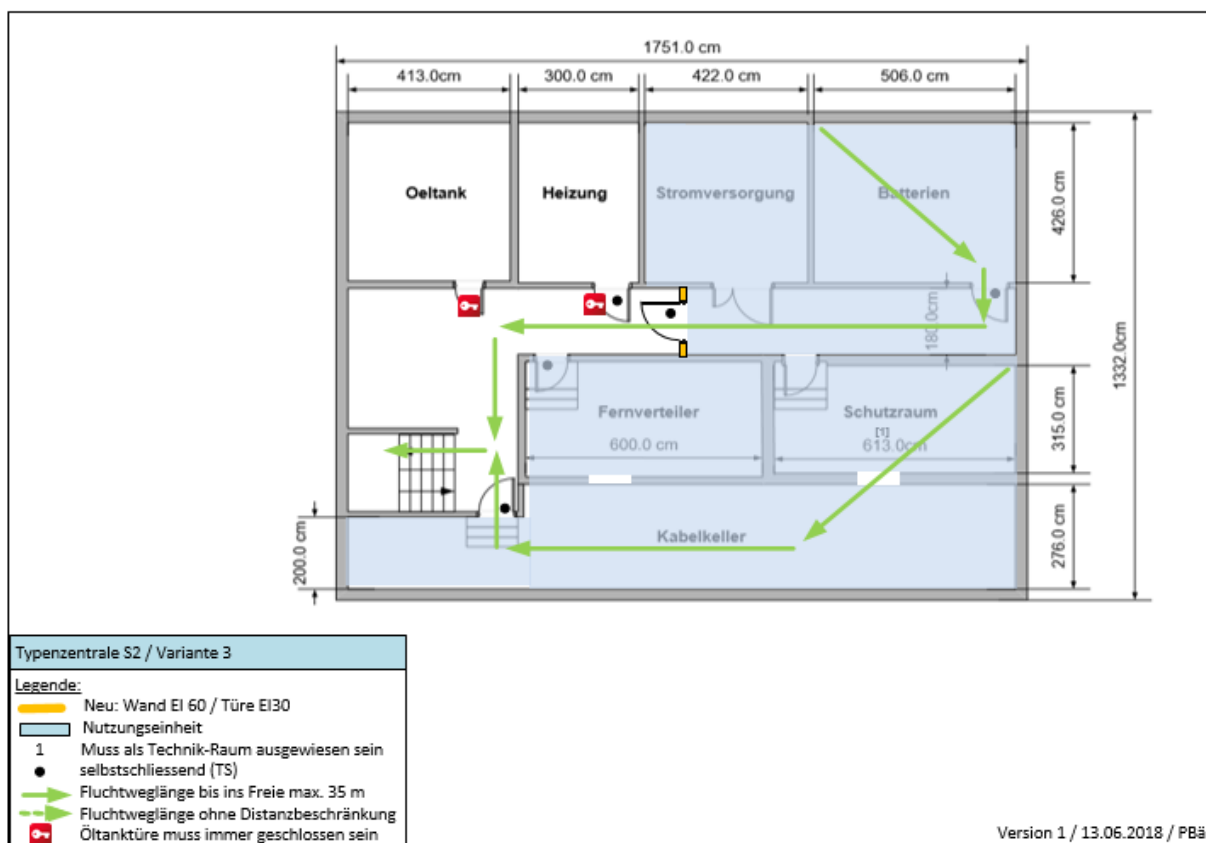 1751.0 cm
413.0cm
300.0 cm
422.0 cm
506.0 cm
Oeltank
Heizung
Stromversorgung
Batterien
426.0 cm
180.0cm
1332.0cm
Fernverteiler
600.0 cm
Schutzraum
[1]
613.0cm
315.0 cm
Kabelkeller
276.0 cm
200.0 cm
Typenzentrale S2 / Variante 3
Legende:
Neu: Wand EI 60 / Türe EI30
Nutzungseinheit
1 Muss als Technik-Raum ausgewiesen sein
selbstschliessend (TS)
Fluchtweglänge bis ins Freie max. 35 m
Fluchtweglänge ohne Distanzbeschränkung
Öltanktüre muss immer geschlossen sein
Version 1 / 13.06.2018 / PBä